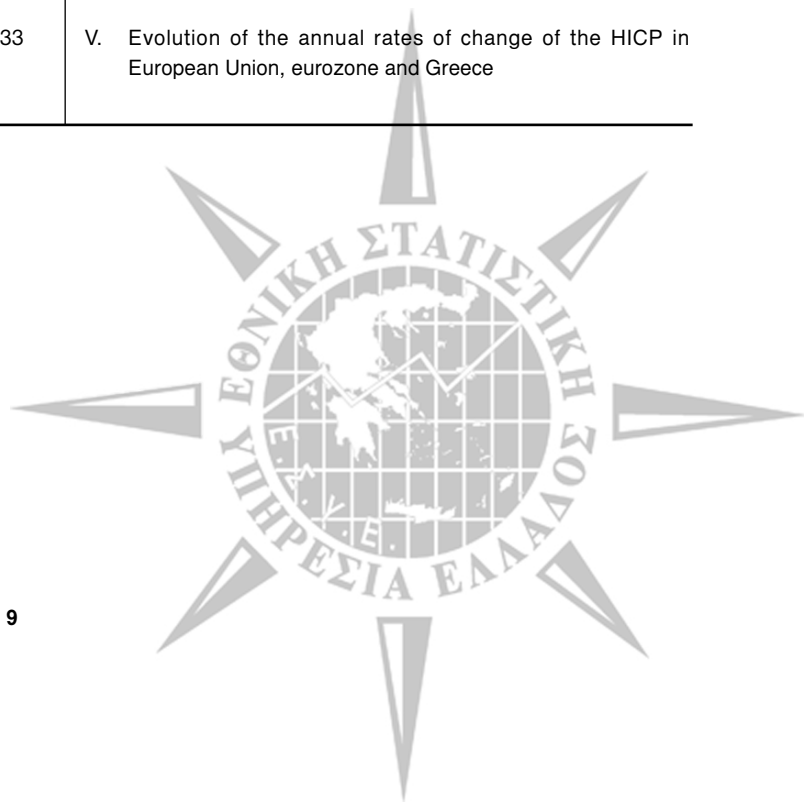 33 V. Evolution of the annual rates of change of the HICP in
European Union, eurozone and Greece
ΕΘΝΙΚΗ ΣΤΑΤΙΣΤΙΚΗ
ΥΠΗΡΕΣΙΑ ΕΛΛΑΔΟΣ
Ε.Σ.Υ.Ε.
9